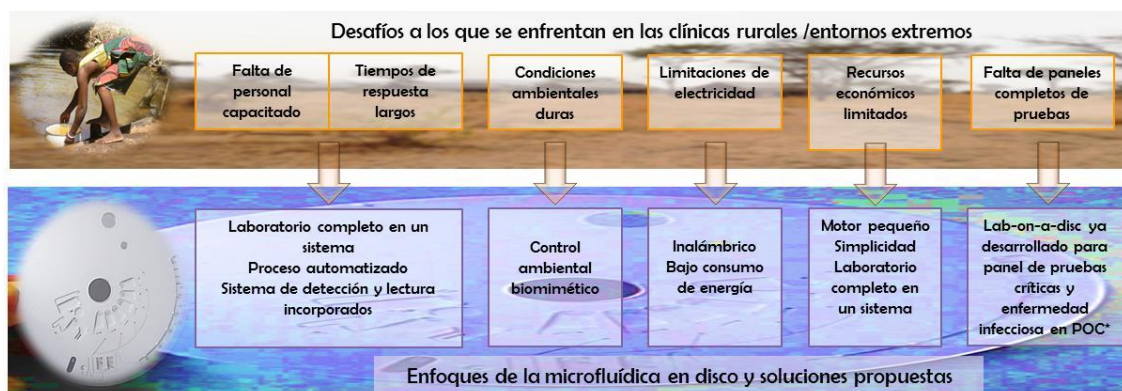 Desafíos a los que se enfrentan en las clínicas rurales /entornos extremos
Falta de
personal
capacitado
Tiempos de
respuesta
largos
Condiciones
ambientales
duras
Limitaciones de
electricidad
Recursos
económicos
limitados
Falta de paneles
completos de
pruebas
Laboratorio completo en un
sistema
Proceso automatizado
Sistema de detección y lectura
incorporados
Control
ambiental
biomimético
Inalámbrico
Bajo consumo
de energía
Motor pequeño
Simplicidad
Laboratorio
completo en
un sistema
Lab-on-a-disc ya
desarrollado para
panel de pruebas
críticas y
enfermedad
infecciosa en POC*
Enfoques de la microfluídica en disco y soluciones propuestas